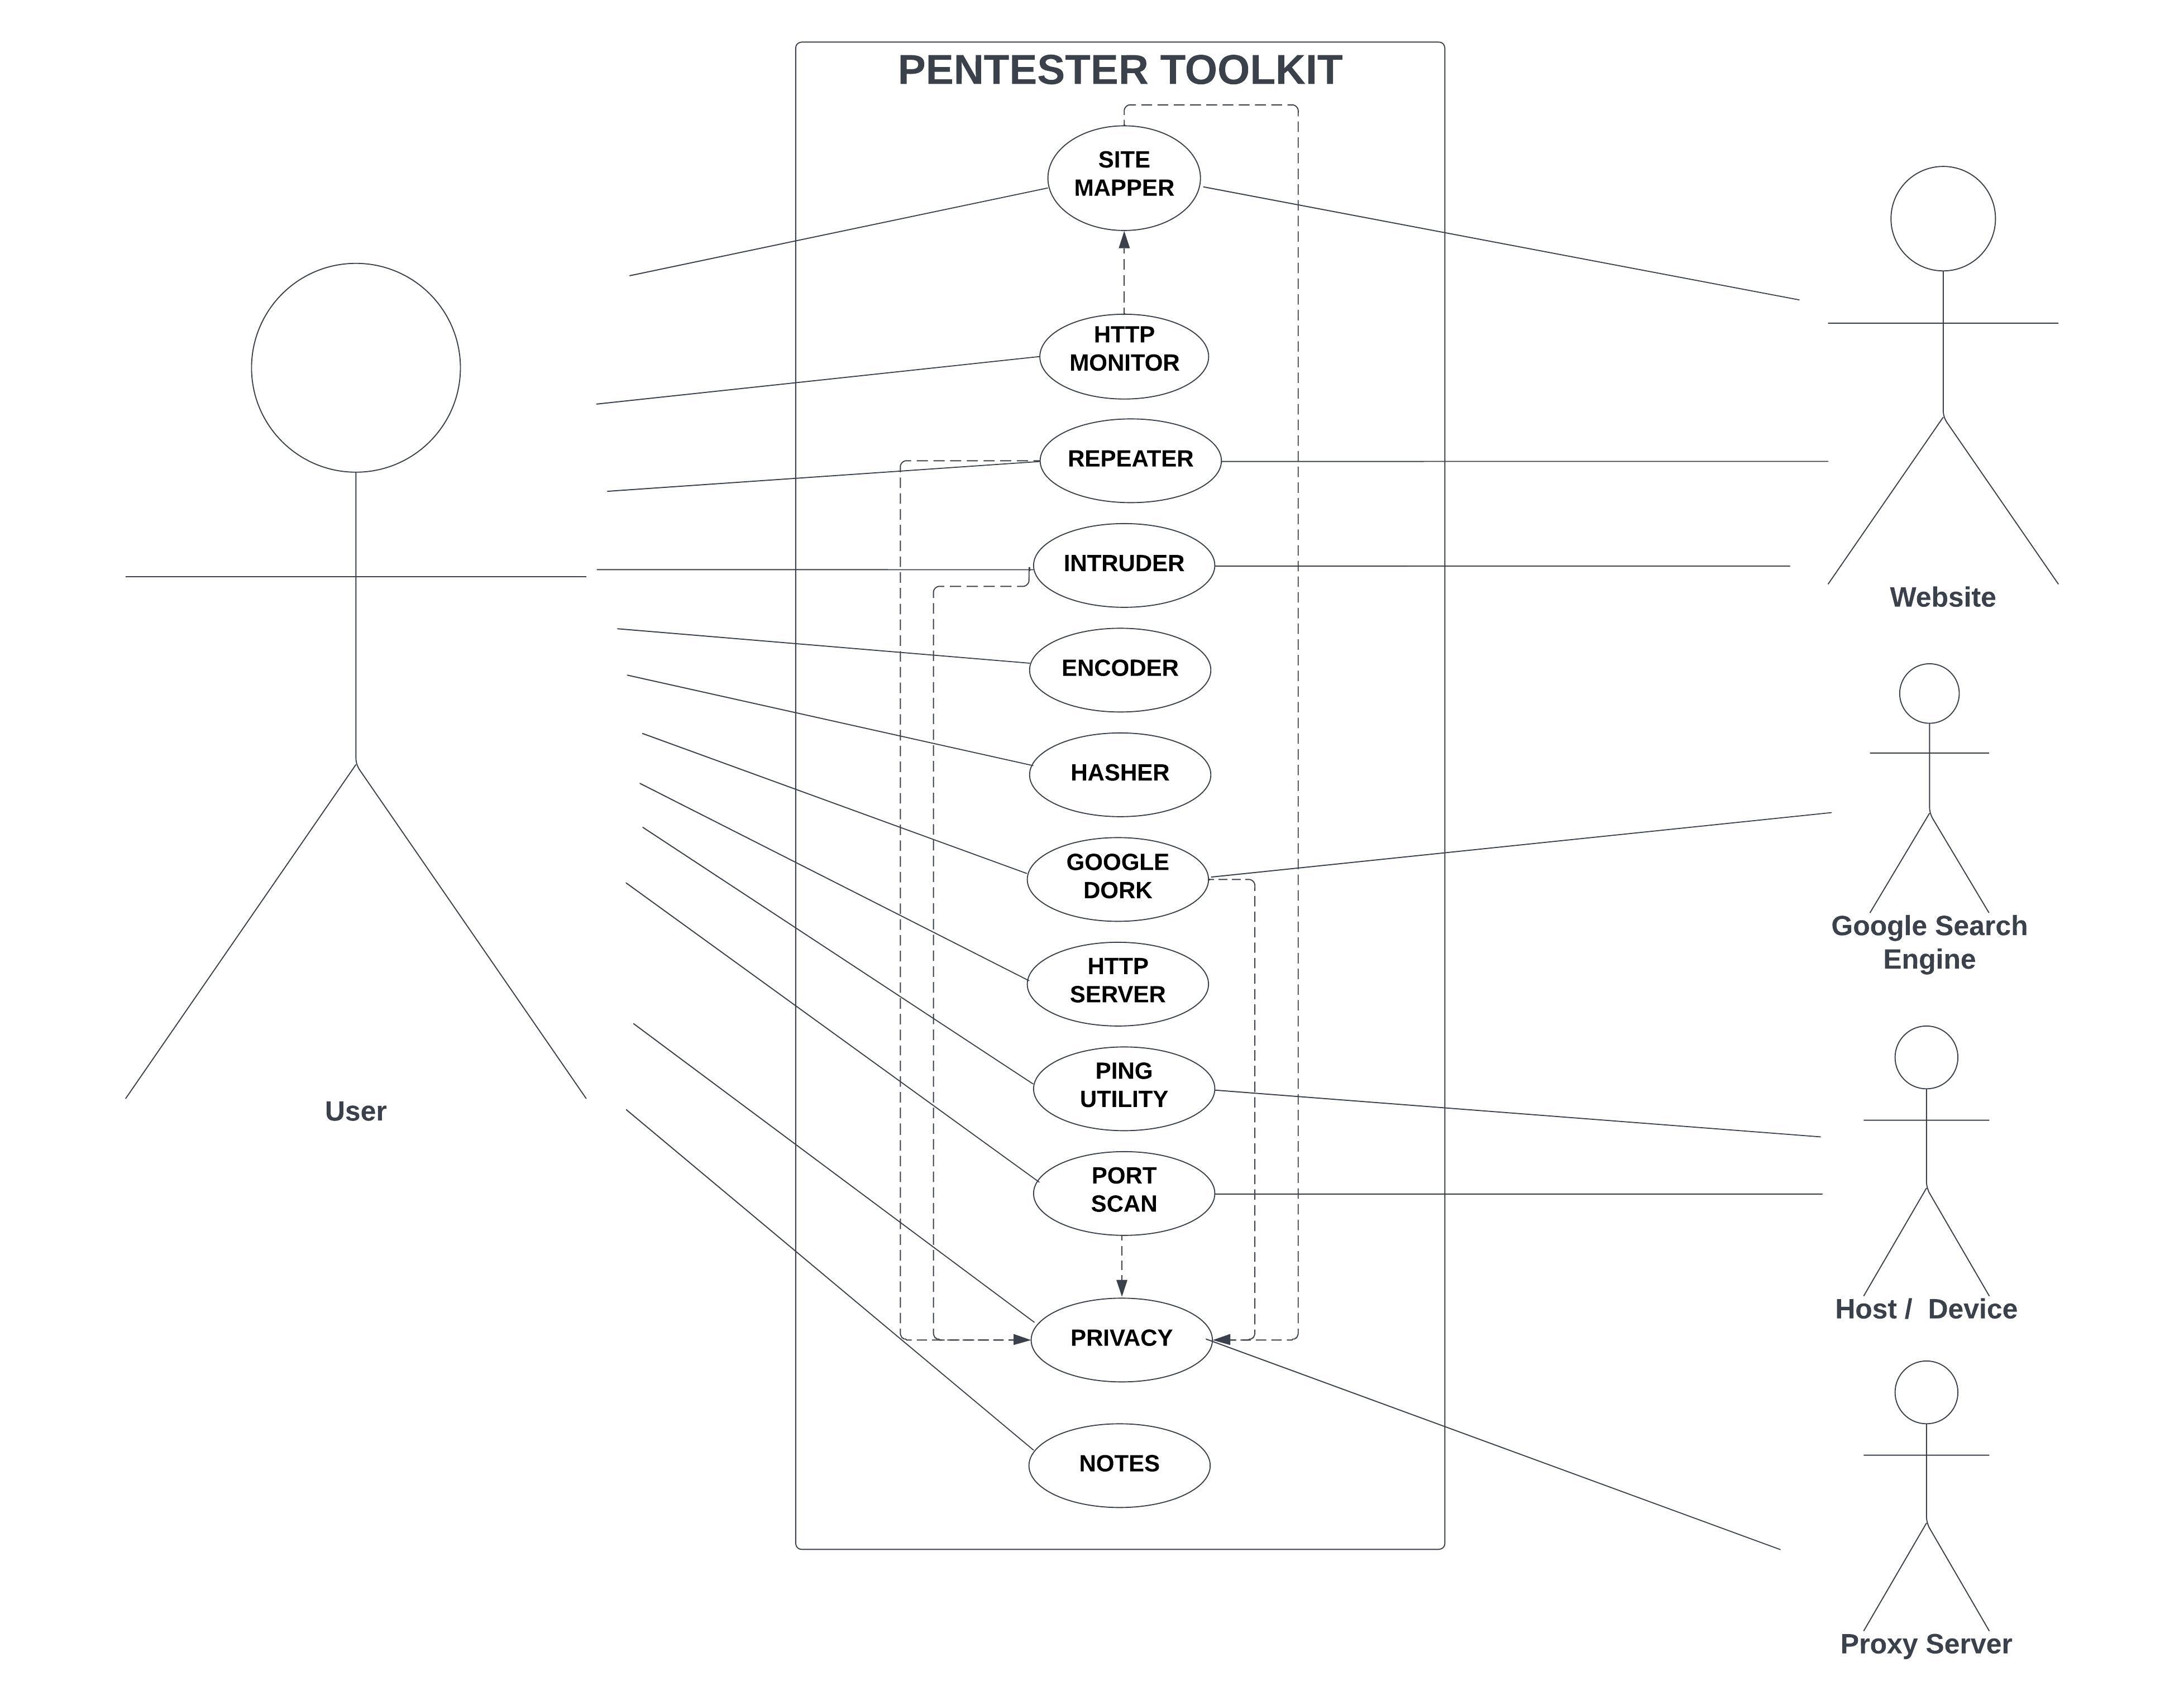 PENTESTER TOOLKIT
SITE
MAPPER
HTTP
MONITOR
REPEATER
INTRUDER
ENCODER
HASHER
GOOGLE
DORK
HTTP
SERVER
PING
UTILITY
PORT
SCAN
PRIVACY
NOTES
User
Website
Google Search
Engine
Host /  Device
Proxy Server